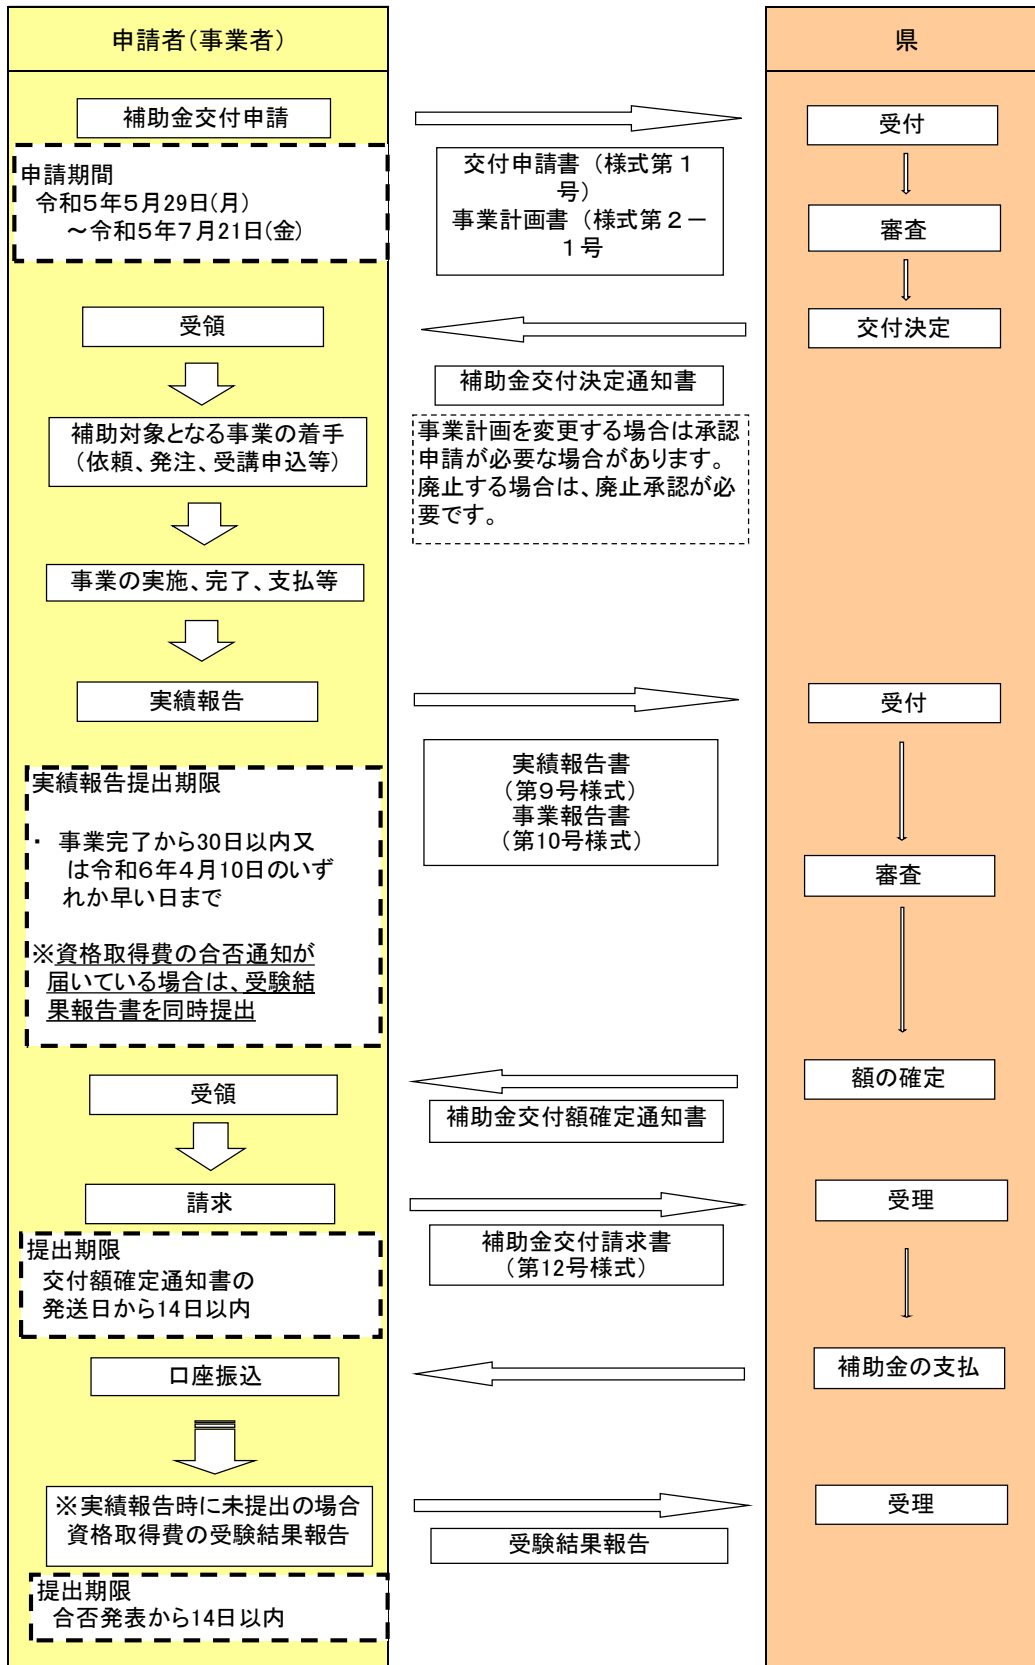 申請者（事業者）
県
補助金交付申請
受付
申請期間
令和５年５月29日(月)
～令和５年７月21日(金)
交付申請書（様式第１
号）
事業計画書（様式第２－
１号
審査
受領
交付決定
補助金交付決定通知書
補助対象となる事業の着手
（依頼、発注、受講申込等）
事業計画を変更する場合は承認
申請が必要な場合があります。
廃止する場合は、廃止承認が必
要です。
事業の実施、完了、支払等
実績報告
受付
実績報告書
（第９号様式）
事業報告書
（第10号様式）
実績報告提出期限
・ 事業完了から30日以内又
は令和６年４月10日のいず
れか早い日まで
※資格取得費の合否通知が
届いている場合は、受験結
果報告書を同時提出
審査
受領
額の確定
補助金交付額確定通知書
請求
受理
補助金交付請求書
（第12号様式）
提出期限
交付額確定通知書の
発送日から14日以内
口座振込
補助金の支払
※実績報告時に未提出の場合
資格取得費の受験結果報告
受理
受験結果報告
提出期限
合否発表から14日以内